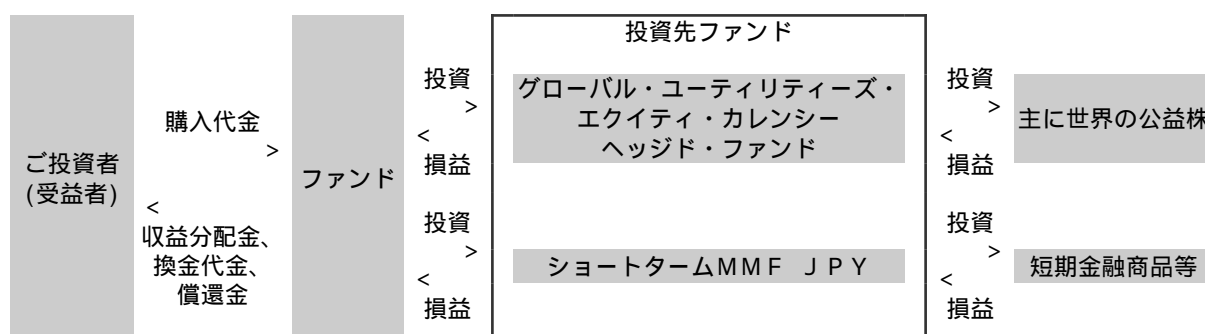 投資先ファンド
ご投資者
(受益者)
購入代金
>
<
収益分配金、
換金代金、
償還金
ファンド
投資
>
<
損益
グローバル・ユーティリティーズ・
エクイティ・カレンシー
ヘッジド・ファンド
投資
>
<
損益
主に世界の公益株
投資
>
<
損益
ショートタームMMF JPY
投資
>
<
損益
短期金融商品等